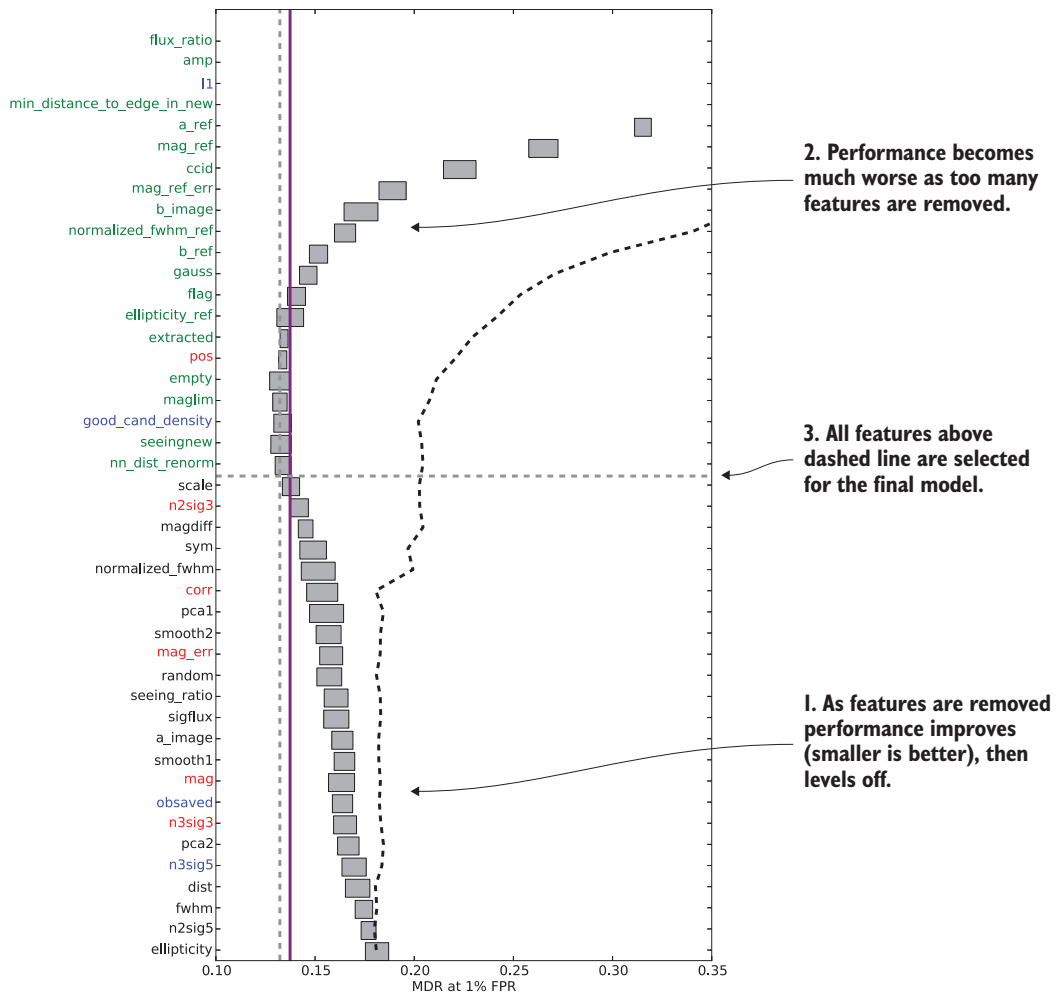 flux_ratio
amp
l1
min_distance_to_edge_in_new
a_ref
mag_ref
ccid
mag_ref_err
b_image
normalized_fwhm_ref
b_ref
gauss
flag
ellipticity_ref
extracted
pos
empty
maglim
good_cand_density
seeingnew
nn_dist_renorm
scale
n2sig3
magdiff
sym
normalized_fwhm
corr
pca1
smooth2
mag_err
random
seeing_ratio
sigflux
a_image
smooth1
mag
obsaved
n3sig3
pca2
n3sig5
dist
fwhm
n2sig5
ellipticity
0.10 0.15 0.20 0.25 0.30 0.35
MDR at 1% FPR
2. Performance becomes
much worse as too many
features are removed.
3. All features above
dashed line are selected
for the final model.
1. As features are removed
performance improves
(smaller is better), then
levels off.